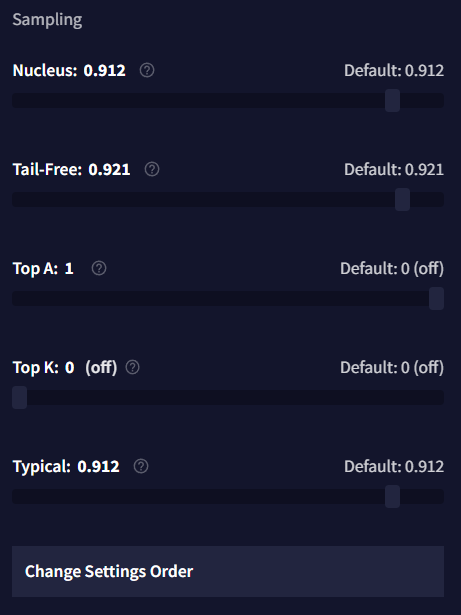 Sampling
Nucleus: 0.912 ? Default: 0.912
Tail-Free: 0.921 ? Default: 0.921
Top A: 1 ? Default: 0 (off)
Top K: 0 (off) ? Default: 0 (off)
Typical: 0.912 ? Default: 0.912
Change Settings Order